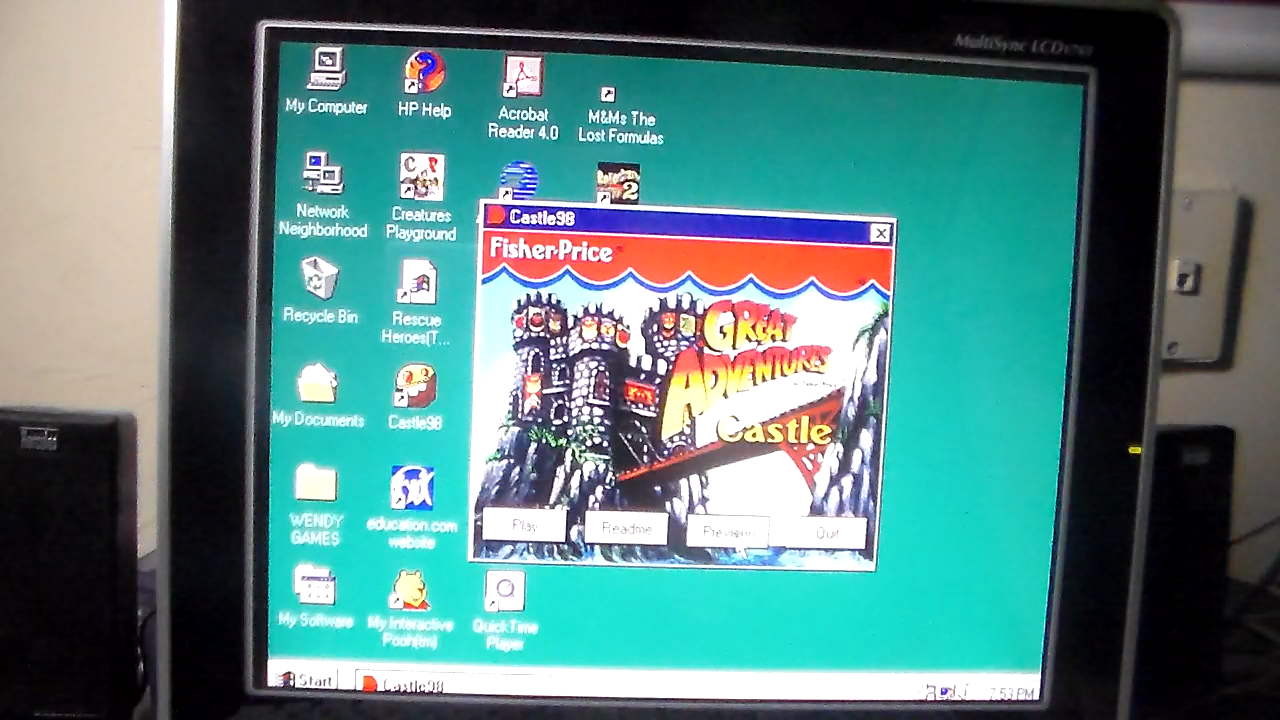 MultiSync LCD
My Computer
HP Help
Acrobat
Reader 4.0
M&Ms The
Lost Formulas
Network
Neighborhood
Creatures
Playground
2
Recycle Bin
Rescue
Heroes(T...
My Documents
Castle98
WENDY
GAMES
education.com
website
My Software
My Interactive
Pooh(tm)
QuickTime
Player
Castle98
Fisher-Price
GREAT
ADVENTURES
Castle
Play
Readme
Previews
Quit
Start
Castle98
7:53 PM